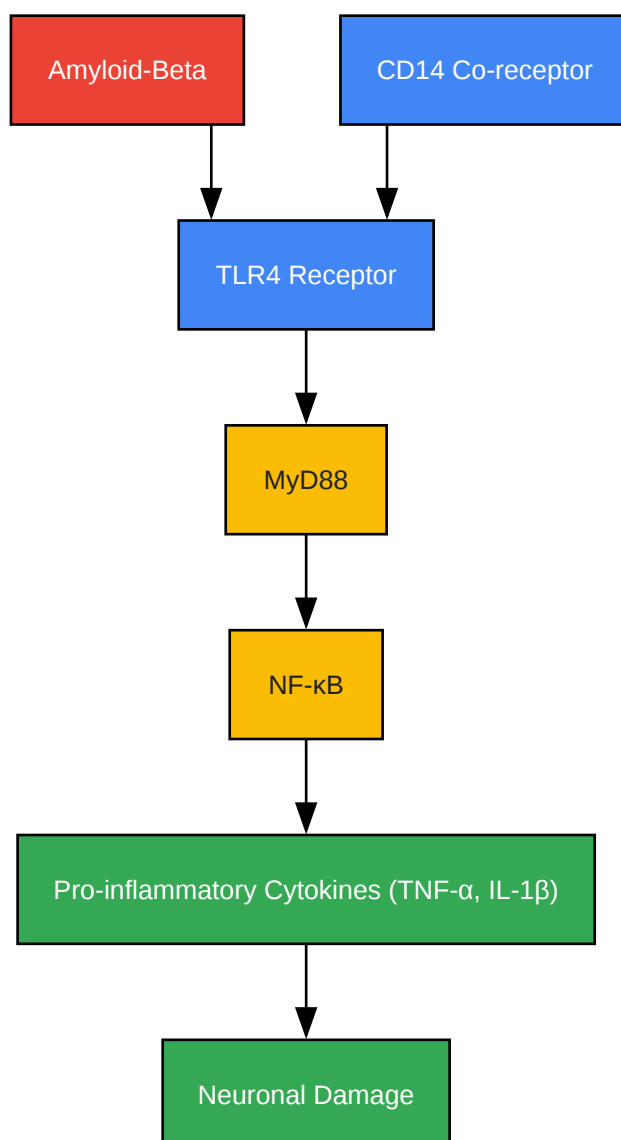 Amyloid-Beta
CD14 Co-receptor
TLR4 Receptor
MyD88
NF-κB
Pro-inflammatory Cytokines (TNF-α, IL-1β)
Neuronal Damage